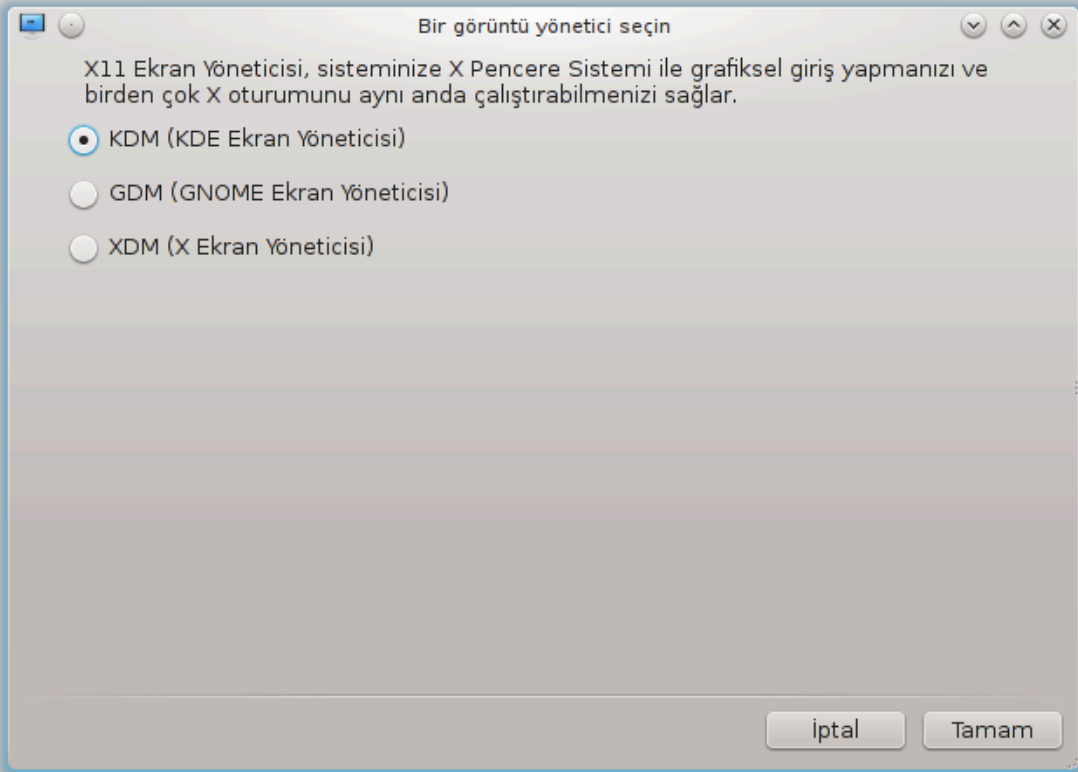 Bir görüntü yönetici seçin
X11 Ekran Yöneticisi, sisteminize X Pencere Sistemi ile grafiksel giriş yapmanızı ve
birden çok X oturumunu aynı anda çalıştırabilmenizi sağlar.
KDM (KDE Ekran Yöneticisi)
GDM (GNOME Ekran Yöneticisi)
XDM (X Ekran Yöneticisi)
İptal Tamam